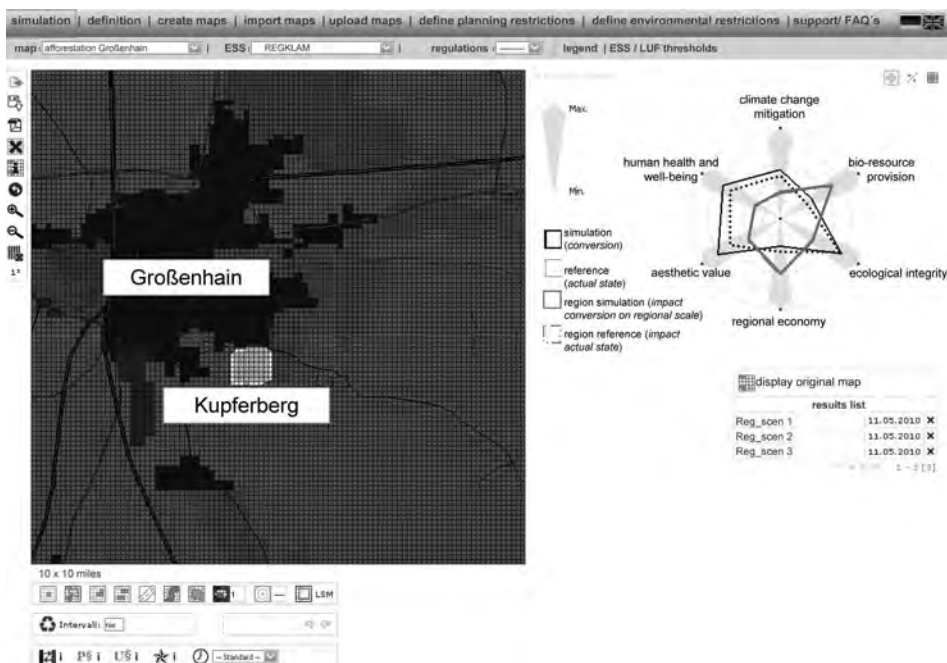 simulation | definition | create maps | import maps | upload maps | define planning restrictions | define environmental restrictions | support/ FAQ´s
map: afforestation Großenhain | ESS: REGKLAM | regulations: legend | ESS / LUF thresholds
Max.
Min.
climate change
mitigation
human health and
well-being
bio-resource
provision
aesthetic value
ecological integrity
regional economy
simulation
(conversion)
reference
(actual state)
region simulation (impact
conversion on regional scale)
region reference (impact
actual state)
Großenhain
Kupferberg
display original map
results list
Reg_scen 1 11.05.2010 ✕
Reg_scen 2 11.05.2010 ✕
Reg_scen 3 11.05.2010 ✕
1 - 3 [3]
10 x 10 miles
1 LSM
Intervall:
P§ i U§ i i -- Standard --